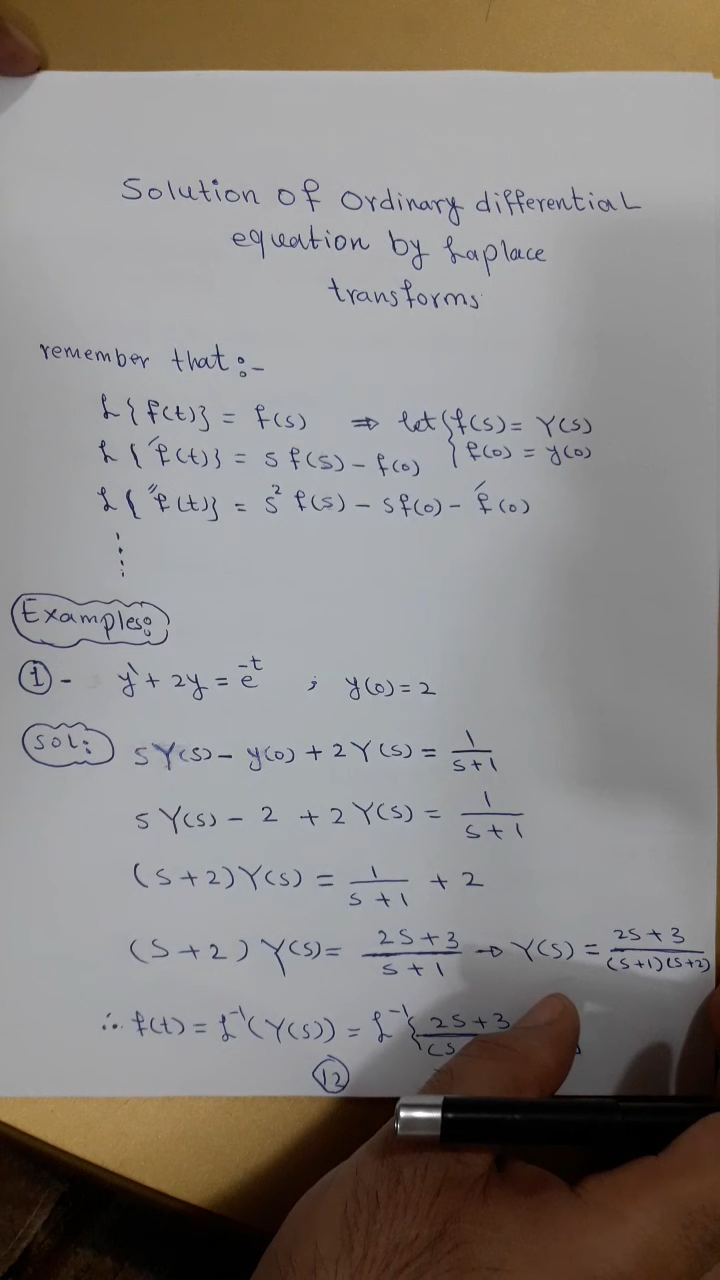 Solution of ordinary differential
equation by Laplace
transforms
remember that:-
L{f(t)} = f(s) ⇒ let {f(s) = Y(s)
L{f′(t)} = s f(s) - f(0) {f(0) = y(0)
L{f″(t)} = s² f(s) - s f(0) - f′(0)
⋮
Examples:
① - y′ + 2y = e⁻ᵗ ; y(0) = 2
sol: sY(s) - y(0) + 2Y(s) = 1/(s+1)
sY(s) - 2 + 2Y(s) = 1/(s+1)
(s+2)Y(s) = 1/(s+1) + 2
(s+2)Y(s) = (2s+3)/(s+1) → Y(s) = (2s+3)/((s+1)(s+2))
∴ f(t) = L⁻¹(Y(s)) = L⁻¹{(2s+3)/(s
⑫